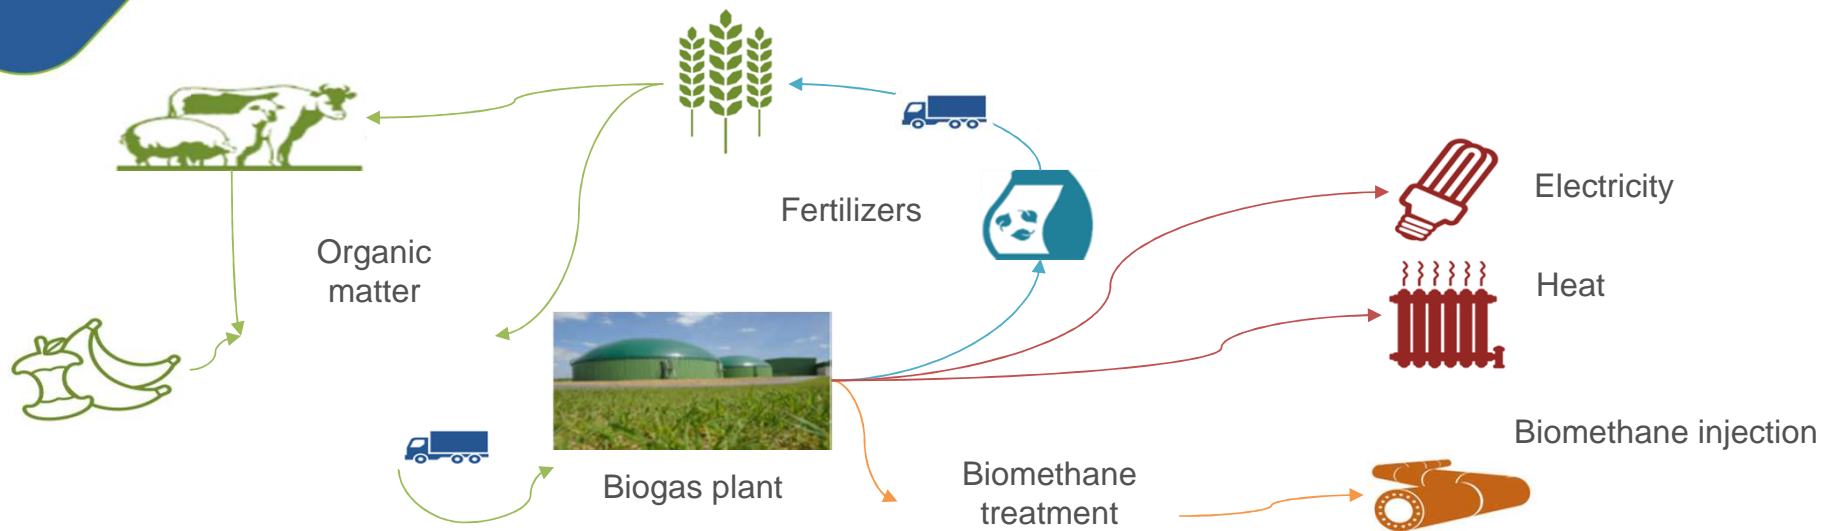 Fertilizers
Electricity
Organic
matter
Heat
Biomethane injection
Biogas plant
Biomethane
treatment